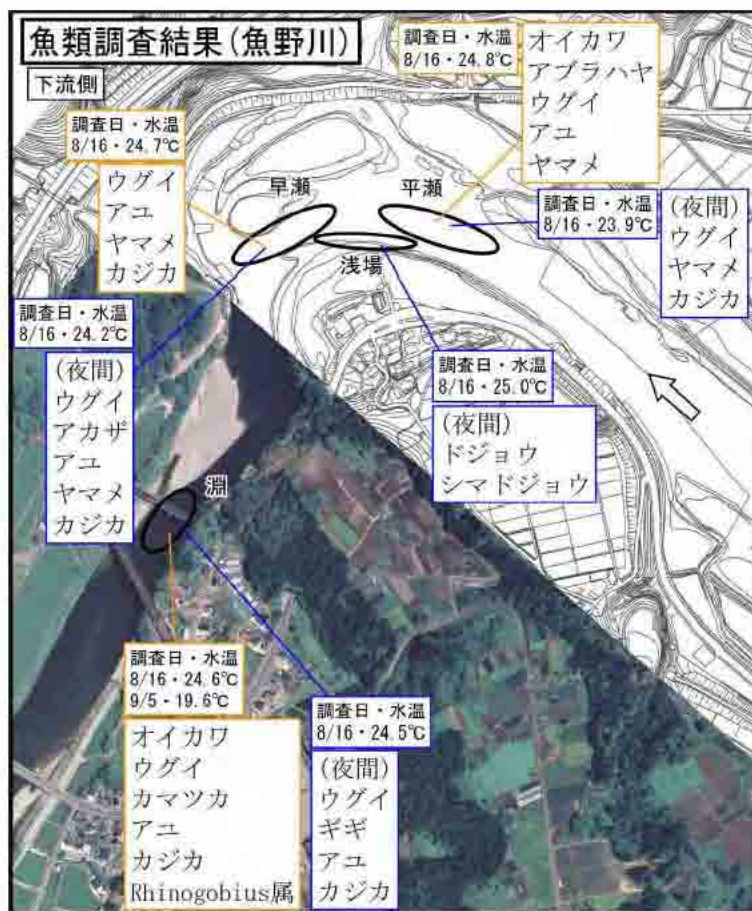 魚類調査結果(魚野川)
下流側
調査日・水温
8/16・24.8℃
オイカワ
アブラハヤ
ウグイ
アユ
ヤマメ
調査日・水温
8/16・24.7℃
ウグイ
アユ
ヤマメ
カジカ
早瀬
平瀬
浅場
調査日・水温
8/16・23.9℃
(夜間)
ウグイ
ヤマメ
カジカ
調査日・水温
8/16・24.2℃
(夜間)
ウグイ
アカザ
アユ
ヤマメ
カジカ
調査日・水温
8/16・25.0℃
(夜間)
ドジョウ
シマドジョウ
淵
調査日・水温
8/16・24.6℃
9/5・19.6℃
オイカワ
ウグイ
カマツカ
アユ
カジカ
Rhinogobius属
調査日・水温
8/16・24.5℃
(夜間)
ウグイ
ギギ
アユ
カジカ